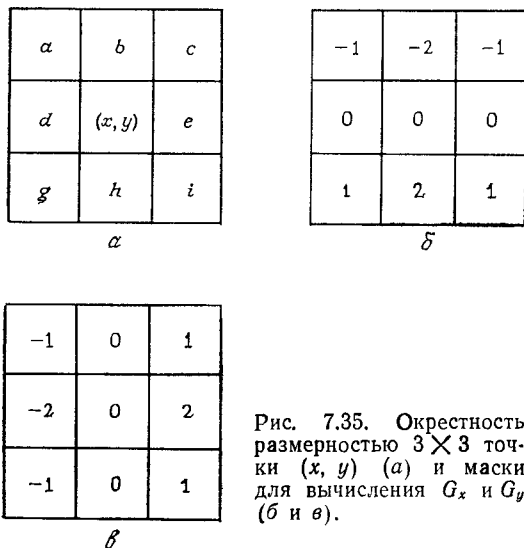 a b c
d (x, y) e
g h i
а
-1 -2 -1
0 0 0
1 2 1
б
-1 0 1
-2 0 2
-1 0 1
в
Рис. 7.35. Окрестность
размерностью 3 × 3 точ-
ки (x, y) (а) и маски
для вычисления Gx и Gy
(б и в).